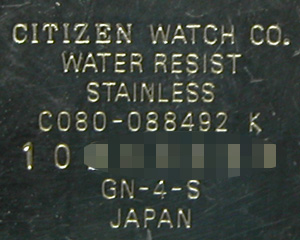 CITIZEN WATCH CO.
WATER RESIST
STAINLESS
C080-088492 K
10
GN-4-S
JAPAN